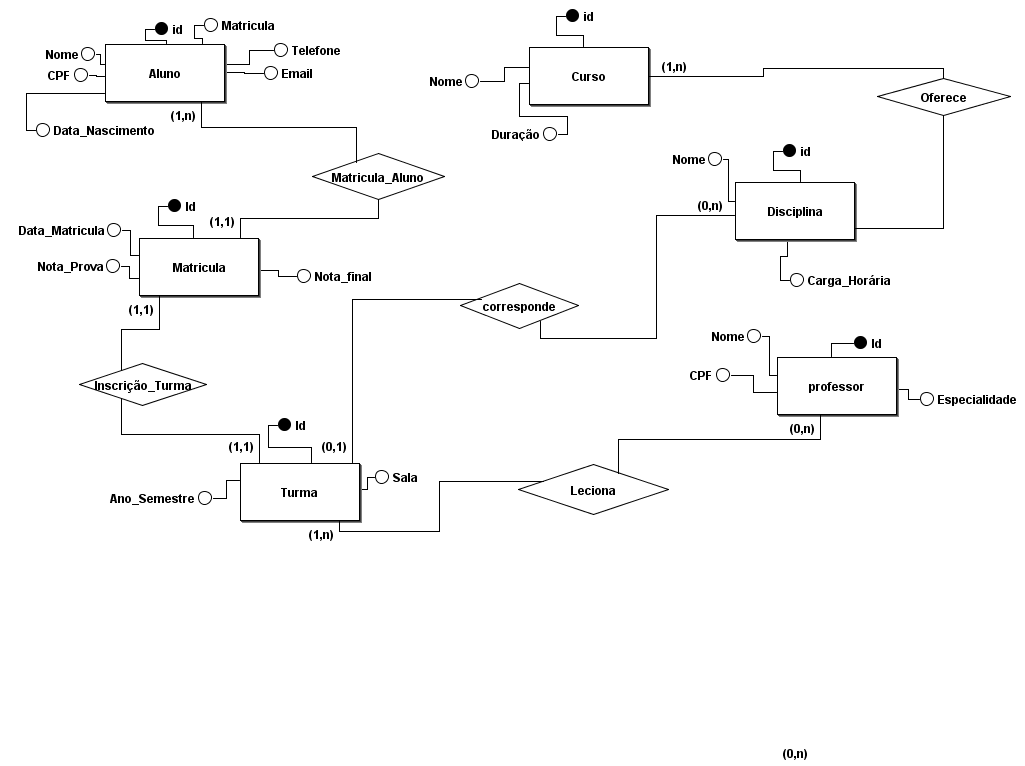 id
Matricula
Nome
Telefone
CPF
Aluno
Email
Data_Nascimento
(1,n)
Matricula_Aluno
id
Nome
Curso
(1,n)
Duração
Oferece
Nome
id
(0,n)
Disciplina
Carga_Horária
Id
(1,1)
Data_Matricula
Nota_Prova
Matricula
Nota_final
(1,1)
corresponde
Inscrição_Turma
Nome
Id
CPF
professor
Especialidade
(0,n)
Id
(1,1)
(0,1)
Sala
Ano_Semestre
Turma
Leciona
(1,n)
(0,n)